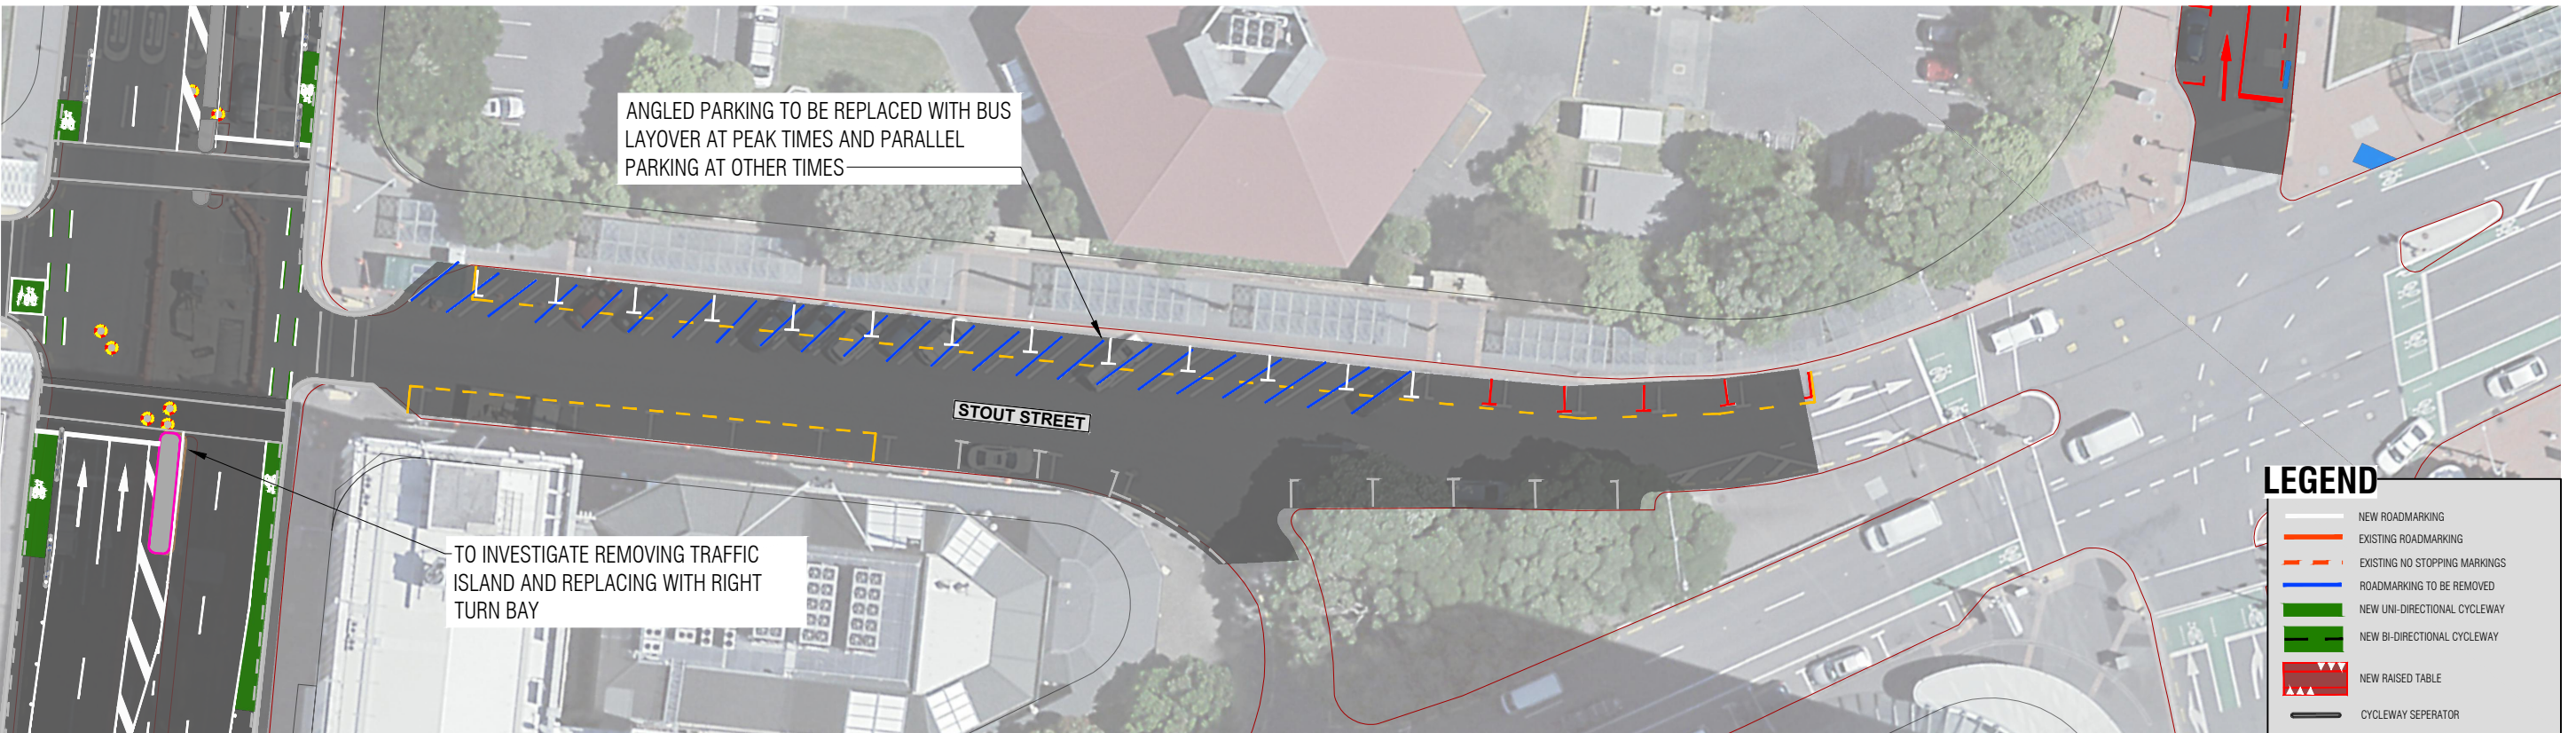 ANGLED PARKING TO BE REPLACED WITH BUS
LAYOVER AT PEAK TIMES AND PARALLEL
PARKING AT OTHER TIMES
STOUT STREET
TO INVESTIGATE REMOVING TRAFFIC
ISLAND AND REPLACING WITH RIGHT
TURN BAY
LEGEND
NEW ROADMARKING
EXISTING ROADMARKING
EXISTING NO STOPPING MARKINGS
ROADMARKING TO BE REMOVED
NEW UNI-DIRECTIONAL CYCLEWAY
NEW BI-DIRECTIONAL CYCLEWAY
NEW RAISED TABLE
CYCLEWAY SEPERATOR